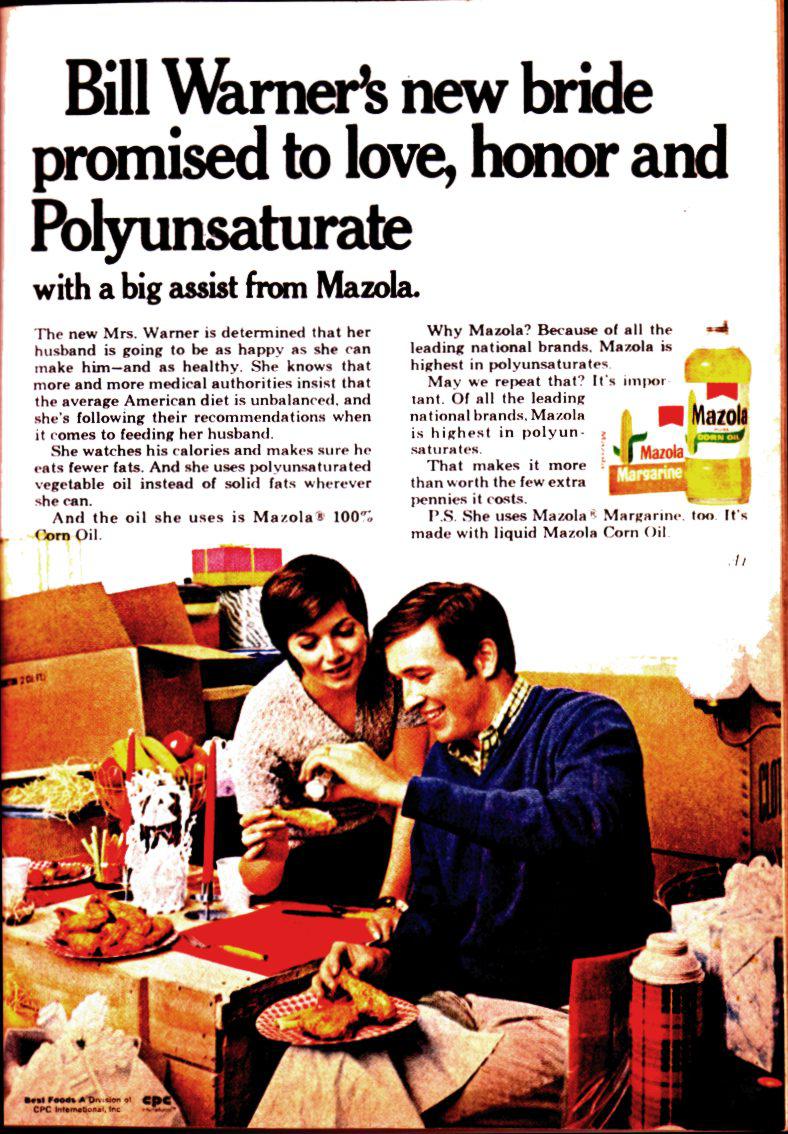 Bill Warner's new bride
promised to love, honor and
Polyunsaturate
with a big assist from Mazola.
The new Mrs. Warner is determined that her
husband is going to be as happy as she can
make him—and as healthy. She knows that
more and more medical authorities insist that
the average American diet is unbalanced, and
she's following their recommendations when
it comes to feeding her husband.
She watches his calories and makes sure he
eats fewer fats. And she uses polyunsaturated
vegetable oil instead of solid fats wherever
she can.
And the oil she uses is Mazola® 100%
Corn Oil.
Why Mazola? Because of all the
leading national brands, Mazola is
highest in polyunsaturates.
May we repeat that? It's impor-
tant. Of all the leading
national brands, Mazola
is highest in polyun-
saturates.
That makes it more
than worth the few extra
pennies it costs.
P.S. She uses Mazola® Margarine, too. It's
made with liquid Mazola Corn Oil.
Mazola
CORN OIL
Mazola
Margarine
2 CU. FT.)
Best Foods A Division of
CPC International, Inc
cpc